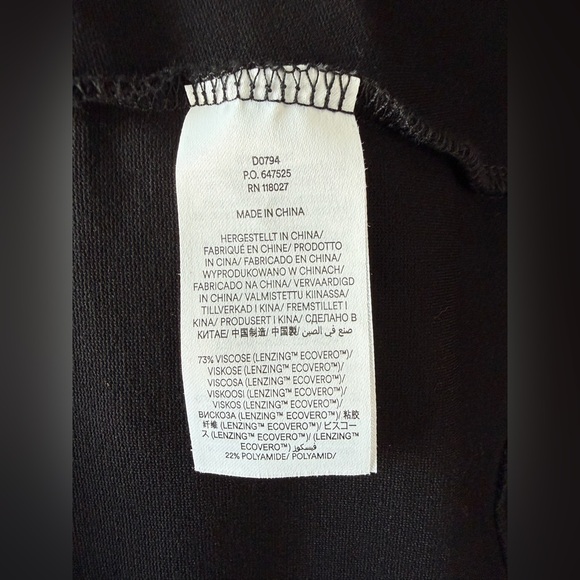 D0794
P.O. 647525
RN 118027
MADE IN CHINA
HERGESTELLT IN CHINA/
FABRIQUÉ EN CHINE/ PRODOTTO
IN CINA/ FABRICADO EN CHINA/
WYPRODUKOWANO W CHINACH/
FABRICADO NA CHINA/ VERVAARDIGD
IN CHINA/ VALMISTETTU KIINASSA/
TILLVERKAD I KINA/ FREMSTILLET I
KINA/ PRODUSERT I KINA/ СДЕЛАНО В
КИТАЕ/ 中国制造/ 中国製/ صنع في الصين
73% VISCOSE (LENZING™ ECOVERO™)/
VISKOSE (LENZING™ ECOVERO™)/
VISCOSA (LENZING™ ECOVERO™)/
VISKOOSI (LENZING™ ECOVERO™)/
VISKOS (LENZING™ ECOVERO™)/
ВИСКОЗА (LENZING™ ECOVERO™)/ 粘胶
纤维 (LENZING™ ECOVERO™)/ ビスコー
ス (LENZING™ ECOVERO™)/ (LENZING™
ECOVERO™) فيسكوز
22% POLYAMIDE/ POLYAMID/